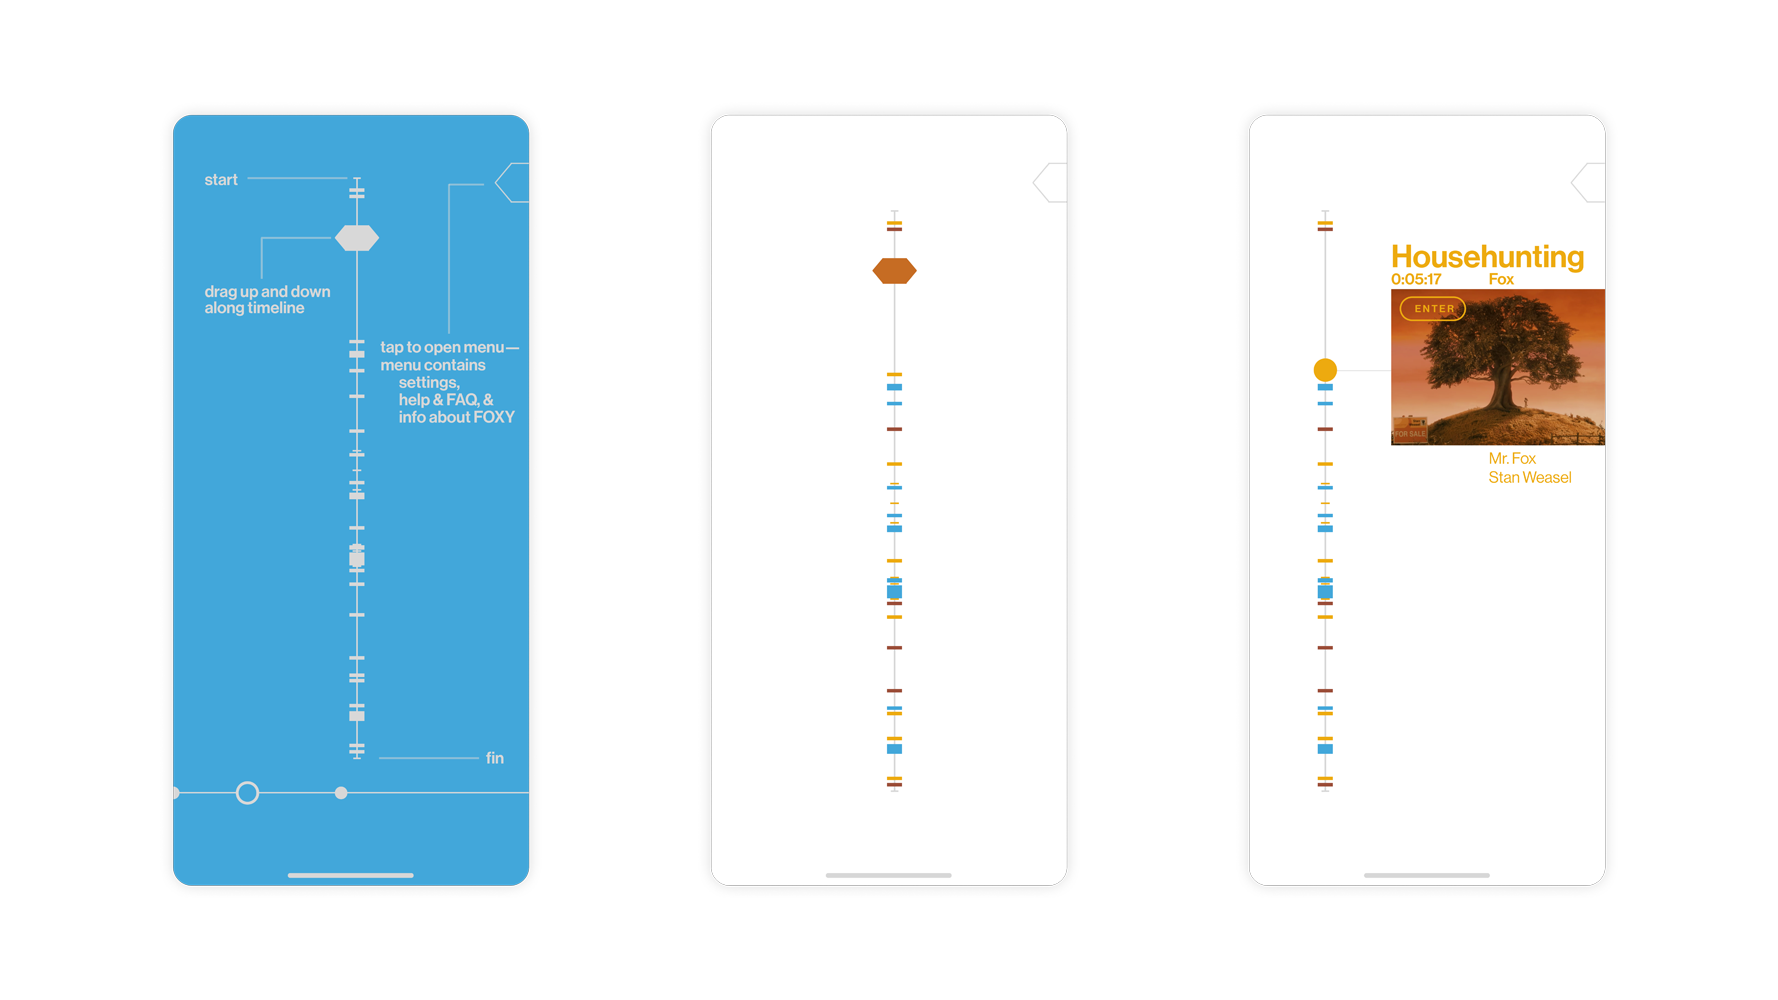 start
drag up and down
along timeline
tap to open menu—
menu contains
settings,
help & FAQ, &
info about FOXY
fin
Househunting
0:05:17 Fox
ENTER
FOR SALE
Mr. Fox
Stan Weasel